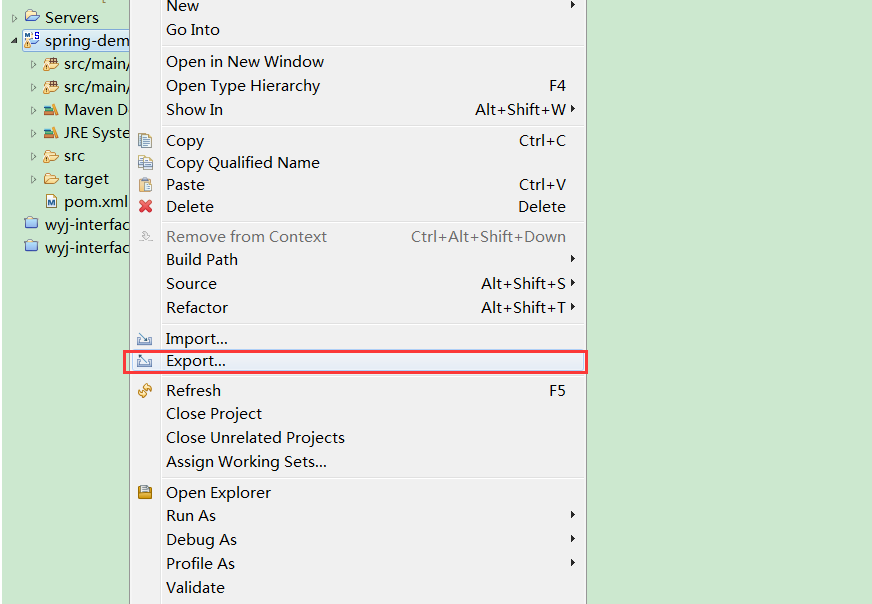 Servers
spring-dem
src/main/
src/main/
Maven D
JRE Syste
src
target
pom.xml
wyj-interfac
wyj-interfac
New
Go Into
Open in New Window
Open Type Hierarchy F4
Show In Alt+Shift+W
Copy Ctrl+C
Copy Qualified Name
Paste Ctrl+V
Delete Delete
Remove from Context Ctrl+Alt+Shift+Down
Build Path
Source Alt+Shift+S
Refactor Alt+Shift+T
Import...
Export...
Refresh F5
Close Project
Close Unrelated Projects
Assign Working Sets...
Open Explorer
Run As
Debug As
Profile As
Validate